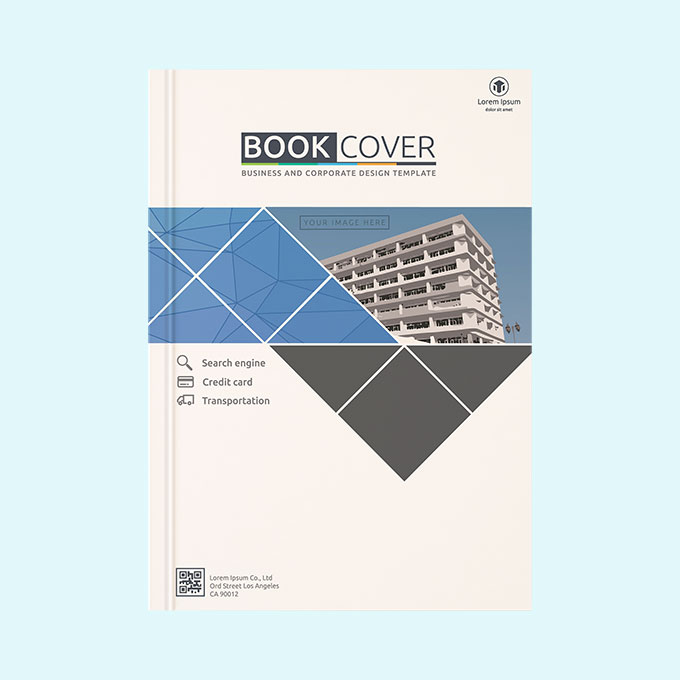 Lorem Ipsum
dolor sit amet
BOOK COVER
BUSINESS AND CORPORATE DESIGN TEMPLATE
YOUR IMAGE HERE
Search engine
Credit card
Transportation
Lorem Ipsum Co., Ltd
Ord Street Los Angeles
CA 90012